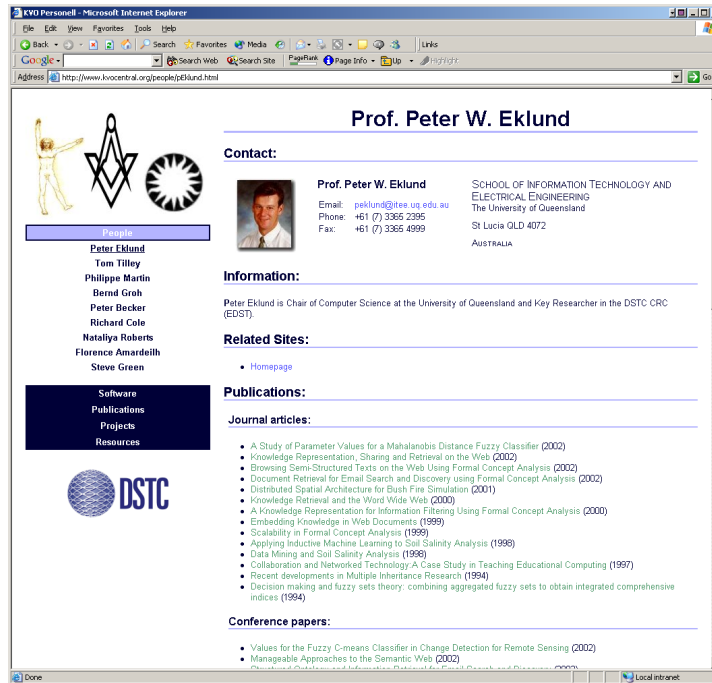 KVO Personell - Microsoft Internet Explorer
File Edit View Favorites Tools Help
Back Search Favorites Media Links
Google Search Web Search Site PageRank Page Info Up Highlight
Address http://www.kvocentral.org/people/pEklund.html Go
Prof. Peter W. Eklund
Contact:
Prof. Peter W. Eklund
Email: peklund@itee.uq.edu.au
Phone: +61 (7) 3365 2395
Fax: +61 (7) 3365 4999
School of Information Technology and
Electrical Engineering
The University of Queensland
St Lucia QLD 4072
Australia
People
Peter Eklund
Tom Tilley
Philippe Martin
Bernd Groh
Peter Becker
Richard Cole
Nataliya Roberts
Florence Amardeilh
Steve Green
Software
Publications
Projects
Resources
DSTC
Information:
Peter Eklund is Chair of Computer Science at the University of Queensland and Key Researcher in the DSTC CRC
(EDST).
Related Sites:
Homepage
Publications:
Journal articles:
A Study of Parameter Values for a Mahalanobis Distance Fuzzy Classifier (2002)
Knowledge Representation, Sharing and Retrieval on the Web (2002)
Browsing Semi-Structured Texts on the Web Using Formal Concept Analysis (2002)
Document Retrieval for Email Search and Discovery using Formal Concept Analysis (2002)
Distributed Spatial Architecture for Bush Fire Simulation (2001)
Knowledge Retrieval and the Word Wide Web (2000)
A Knowledge Representation for Information Filtering Using Formal Concept Analysis (2000)
Embedding Knowledge in Web Documents (1999)
Scalability in Formal Concept Analysis (1999)
Applying Inductive Machine Learning to Soil Salinity Analysis (1998)
Data Mining and Soil Salinity Analysis (1998)
Collaboration and Networked Technology:A Case Study in Teaching Educational Computing (1997)
Recent developments in Multiple Inheritance Research (1994)
Decision making and fuzzy sets theory: combining aggregated fuzzy sets to obtain integrated comprehensive
indices (1994)
Conference papers:
Values for the Fuzzy C-means Classifier in Change Detection for Remote Sensing (2002)
Manageable Approaches to the Semantic Web (2002)
Structured Ontology and Information Retrieval for Email Search and Discovery (2002)
Done Local intranet